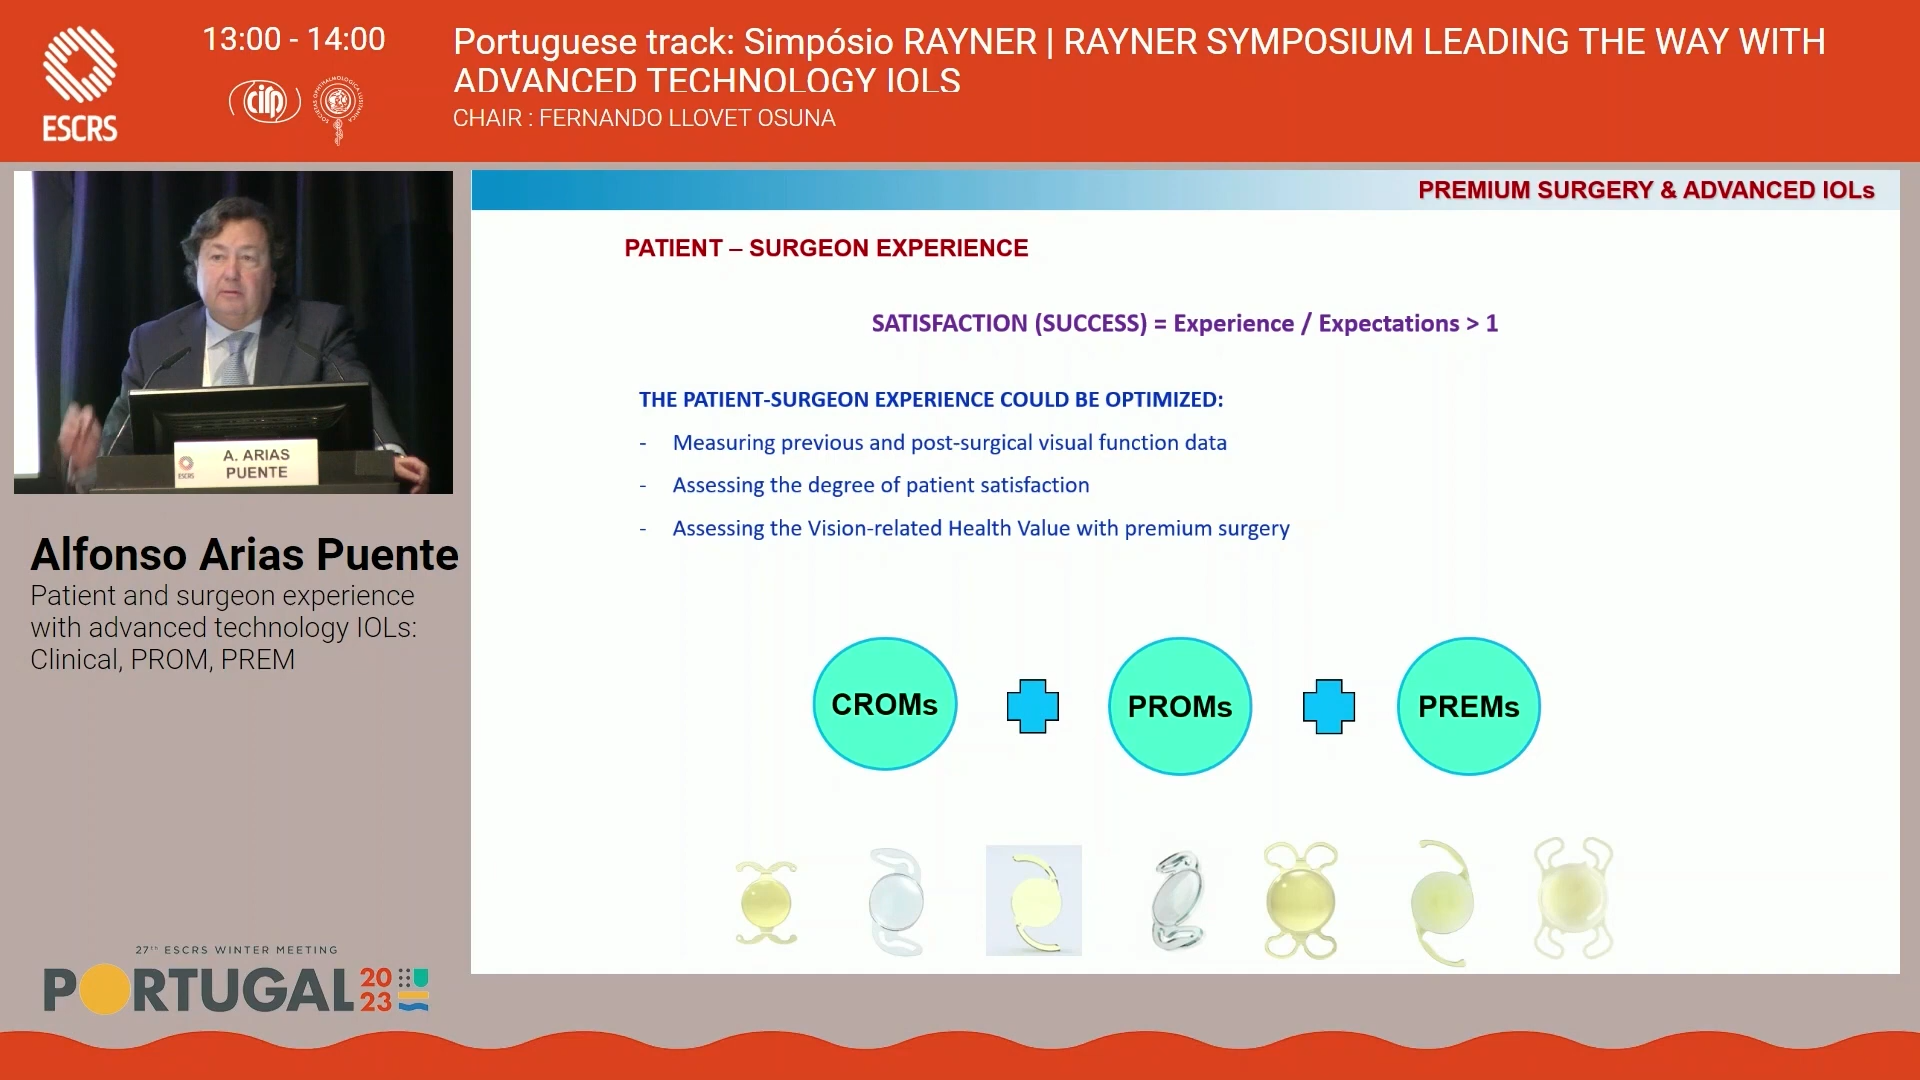 13:00 - 14:00
Portuguese track: Simpósio RAYNER | RAYNER SYMPOSIUM LEADING THE WAY WITH
ADVANCED TECHNOLOGY IOLS
CHAIR : FERNANDO LLOVET OSUNA
ESCRS
cirp
PREMIUM SURGERY & ADVANCED IOLs
PATIENT – SURGEON EXPERIENCE
SATISFACTION (SUCCESS) = Experience / Expectations > 1
THE PATIENT-SURGEON EXPERIENCE COULD BE OPTIMIZED:
- Measuring previous and post-surgical visual function data
- Assessing the degree of patient satisfaction
- Assessing the Vision-related Health Value with premium surgery
CROMs
PROMs
PREMs
ESCRS
A. ARIAS
PUENTE
Alfonso Arias Puente
Patient and surgeon experience
with advanced technology IOLs:
Clinical, PROM, PREM
27th ESCRS WINTER MEETING
PORTUGAL 2023